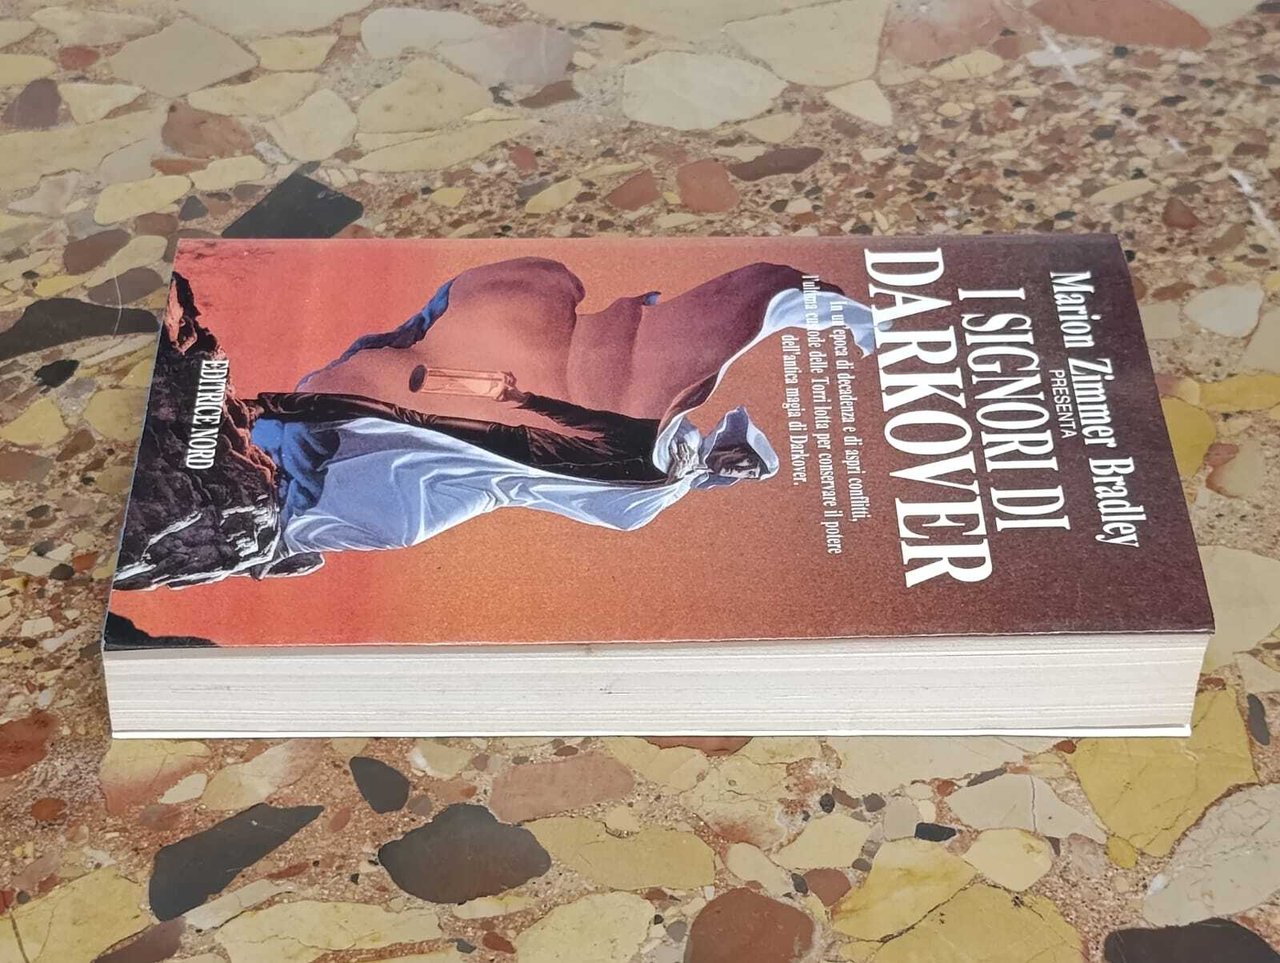 Marion Zimmer Bradley
PRESENTA
I SIGNORI DI
DARKOVER
In un'epoca di decadenza e di aspri conflitti,
l'ultima custode delle Torri lotta per conservare il potere
dell'antica magia di Darkover.
EDITRICE NORD